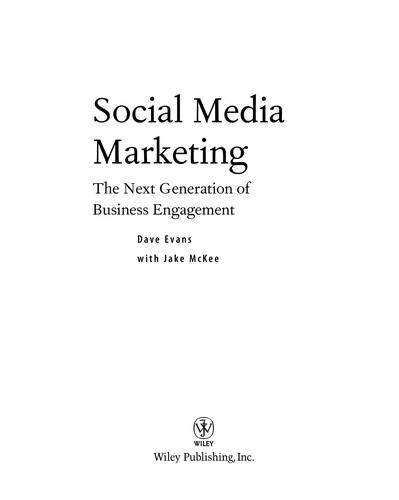 Social Media
Marketing
The Next Generation of
Business Engagement
Dave Evans
with Jake McKee
WILEY
Wiley Publishing, Inc.